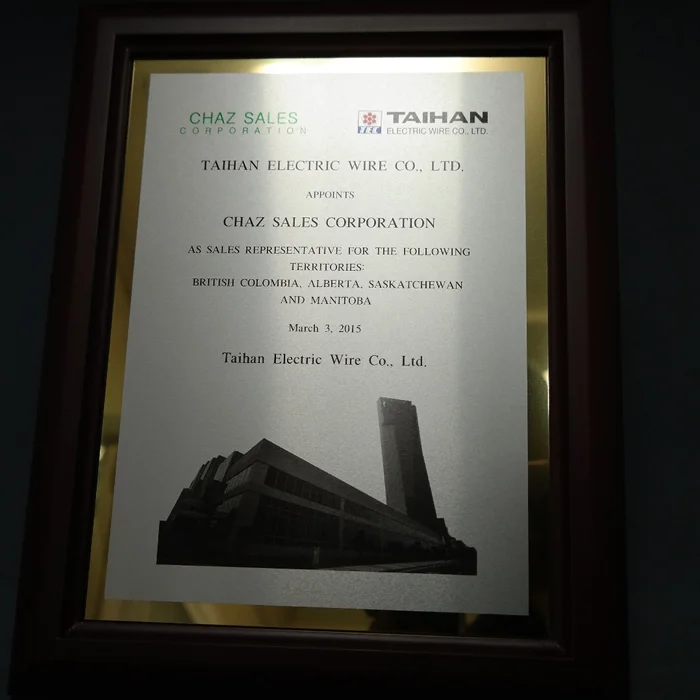 CHAZ SALES
CORPORATION
TAIHAN
TEC
ELECTRIC WIRE CO., LTD.
TAIHAN ELECTRIC WIRE CO., LTD.
APPOINTS
CHAZ SALES CORPORATION
AS SALES REPRESENTATIVE FOR THE FOLLOWING
TERRITORIES:
BRITISH COLOMBIA, ALBERTA, SASKATCHEWAN
AND MANITOBA
March 3, 2015
Taihan Electric Wire Co., Ltd.